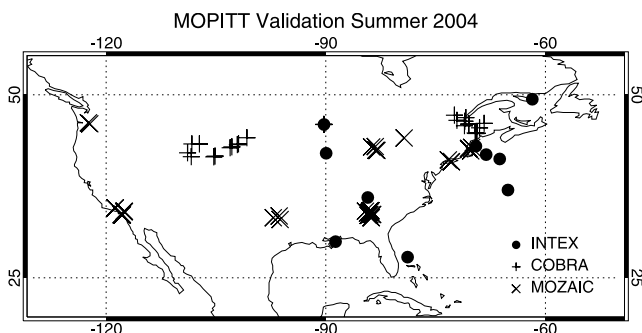 MOPITT Validation Summer 2004
-120 -90 -60
50 50
INTEX
COBRA
MOZAIC
25 25
-120 -90 -60